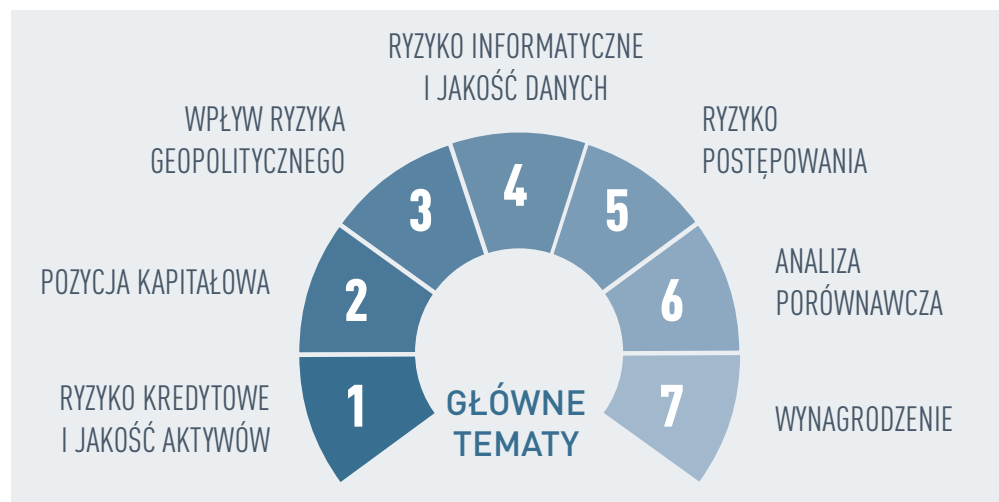 RYZYKO INFORMATYCZNE
I JAKOŚĆ DANYCH
WPŁYW RYZYKA
GEOPOLITYCZNEGO
RYZYKO
POSTĘPOWANIA
POZYCJA KAPITAŁOWA
ANALIZA
PORÓWNAWCZA
RYZYKO KREDYTOWE
I JAKOŚĆ AKTYWÓW
WYNAGRODZENIE
1
2
3
4
5
6
7
GŁÓWNE
TEMATY